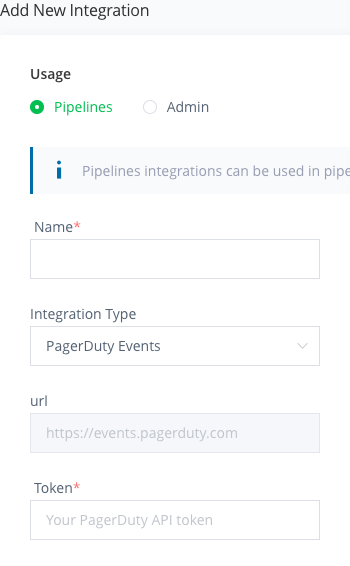 Add New Integration
Usage
Pipelines
Admin
Pipelines integrations can be used in pipe
Name*
Integration Type
PagerDuty Events
url
https://events.pagerduty.com
Token*
Your PagerDuty API token